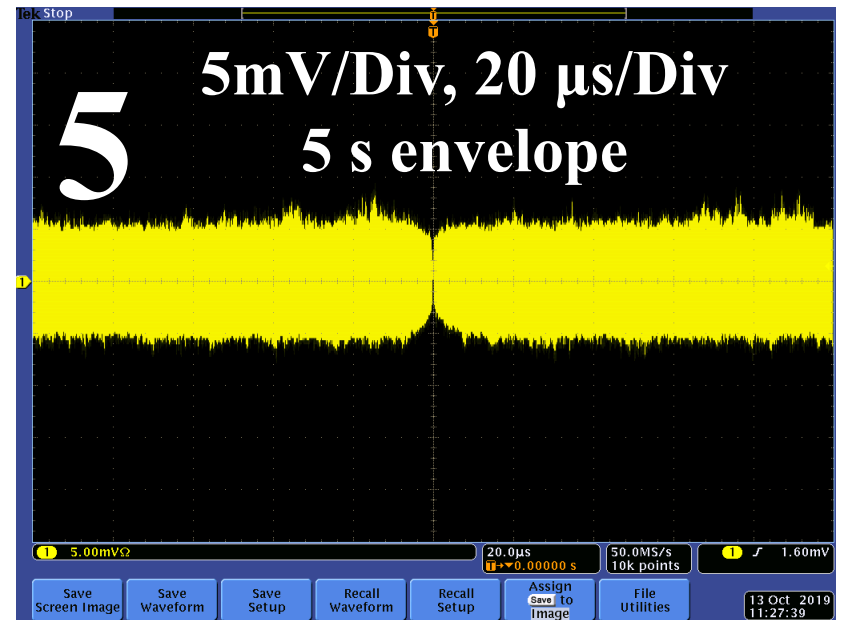 Tek Stop
T
T
5mV/Div, 20 μs/Div
5
5 s envelope
1
1 5.00mVΩ
20.0μs
T→▼0.00000 s
50.0MS/s
10k points
1 ƒ 1.60mV
Save
Screen Image
Save
Waveform
Save
Setup
Recall
Waveform
Recall
Setup
Assign
Save to
Image
File
Utilities
13 Oct 2019
11:27:39